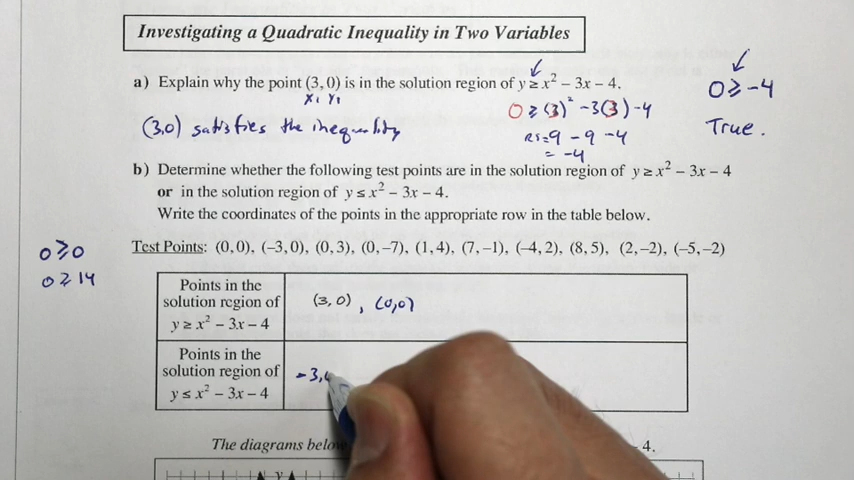 Investigating a Quadratic Inequality in Two Variables
a) Explain why the point (3, 0) is in the solution region of y ≥ x² − 3x − 4.
x₁ y₁
(3,0) satisfies the inequality
0 ≥ (3)² − 3(3) − 4
RS = 9 − 9 − 4
= −4
0 ≥ −4
True.
b) Determine whether the following test points are in the solution region of y ≥ x² − 3x − 4
or in the solution region of y ≤ x² − 3x − 4.
Write the coordinates of the points in the appropriate row in the table below.
0 ≥ 0
0 ≥ 14
Test Points: (0, 0), (−3, 0), (0, 3), (0, −7), (1, 4), (7, −1), (−4, 2), (8, 5), (2, −2), (−5, −2)
Points in the
solution region of
y ≥ x² − 3x − 4
(3, 0) , (0,0)
Points in the
solution region of
y ≤ x² − 3x − 4
−3,
The diagrams below 4.
y